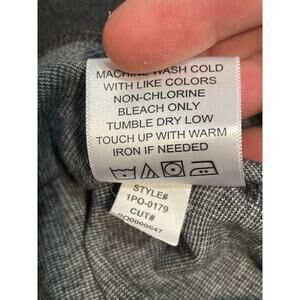 MACHINE WASH COLD
WITH LIKE COLORS
NON-CHLORINE
BLEACH ONLY
TUMBLE DRY LOW
TOUCH UP WITH WARM
IRON IF NEEDED
STYLE#
1PO-0179
CUT#
PO0000647